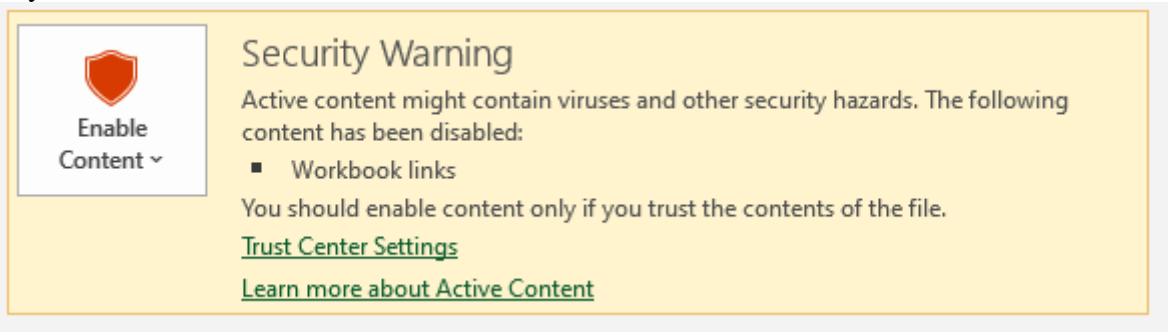 Security Warning
Active content might contain viruses and other security hazards. The following
content has been disabled:
Enable
Content
▪ Workbook links
You should enable content only if you trust the contents of the file.
Trust Center Settings
Learn more about Active Content